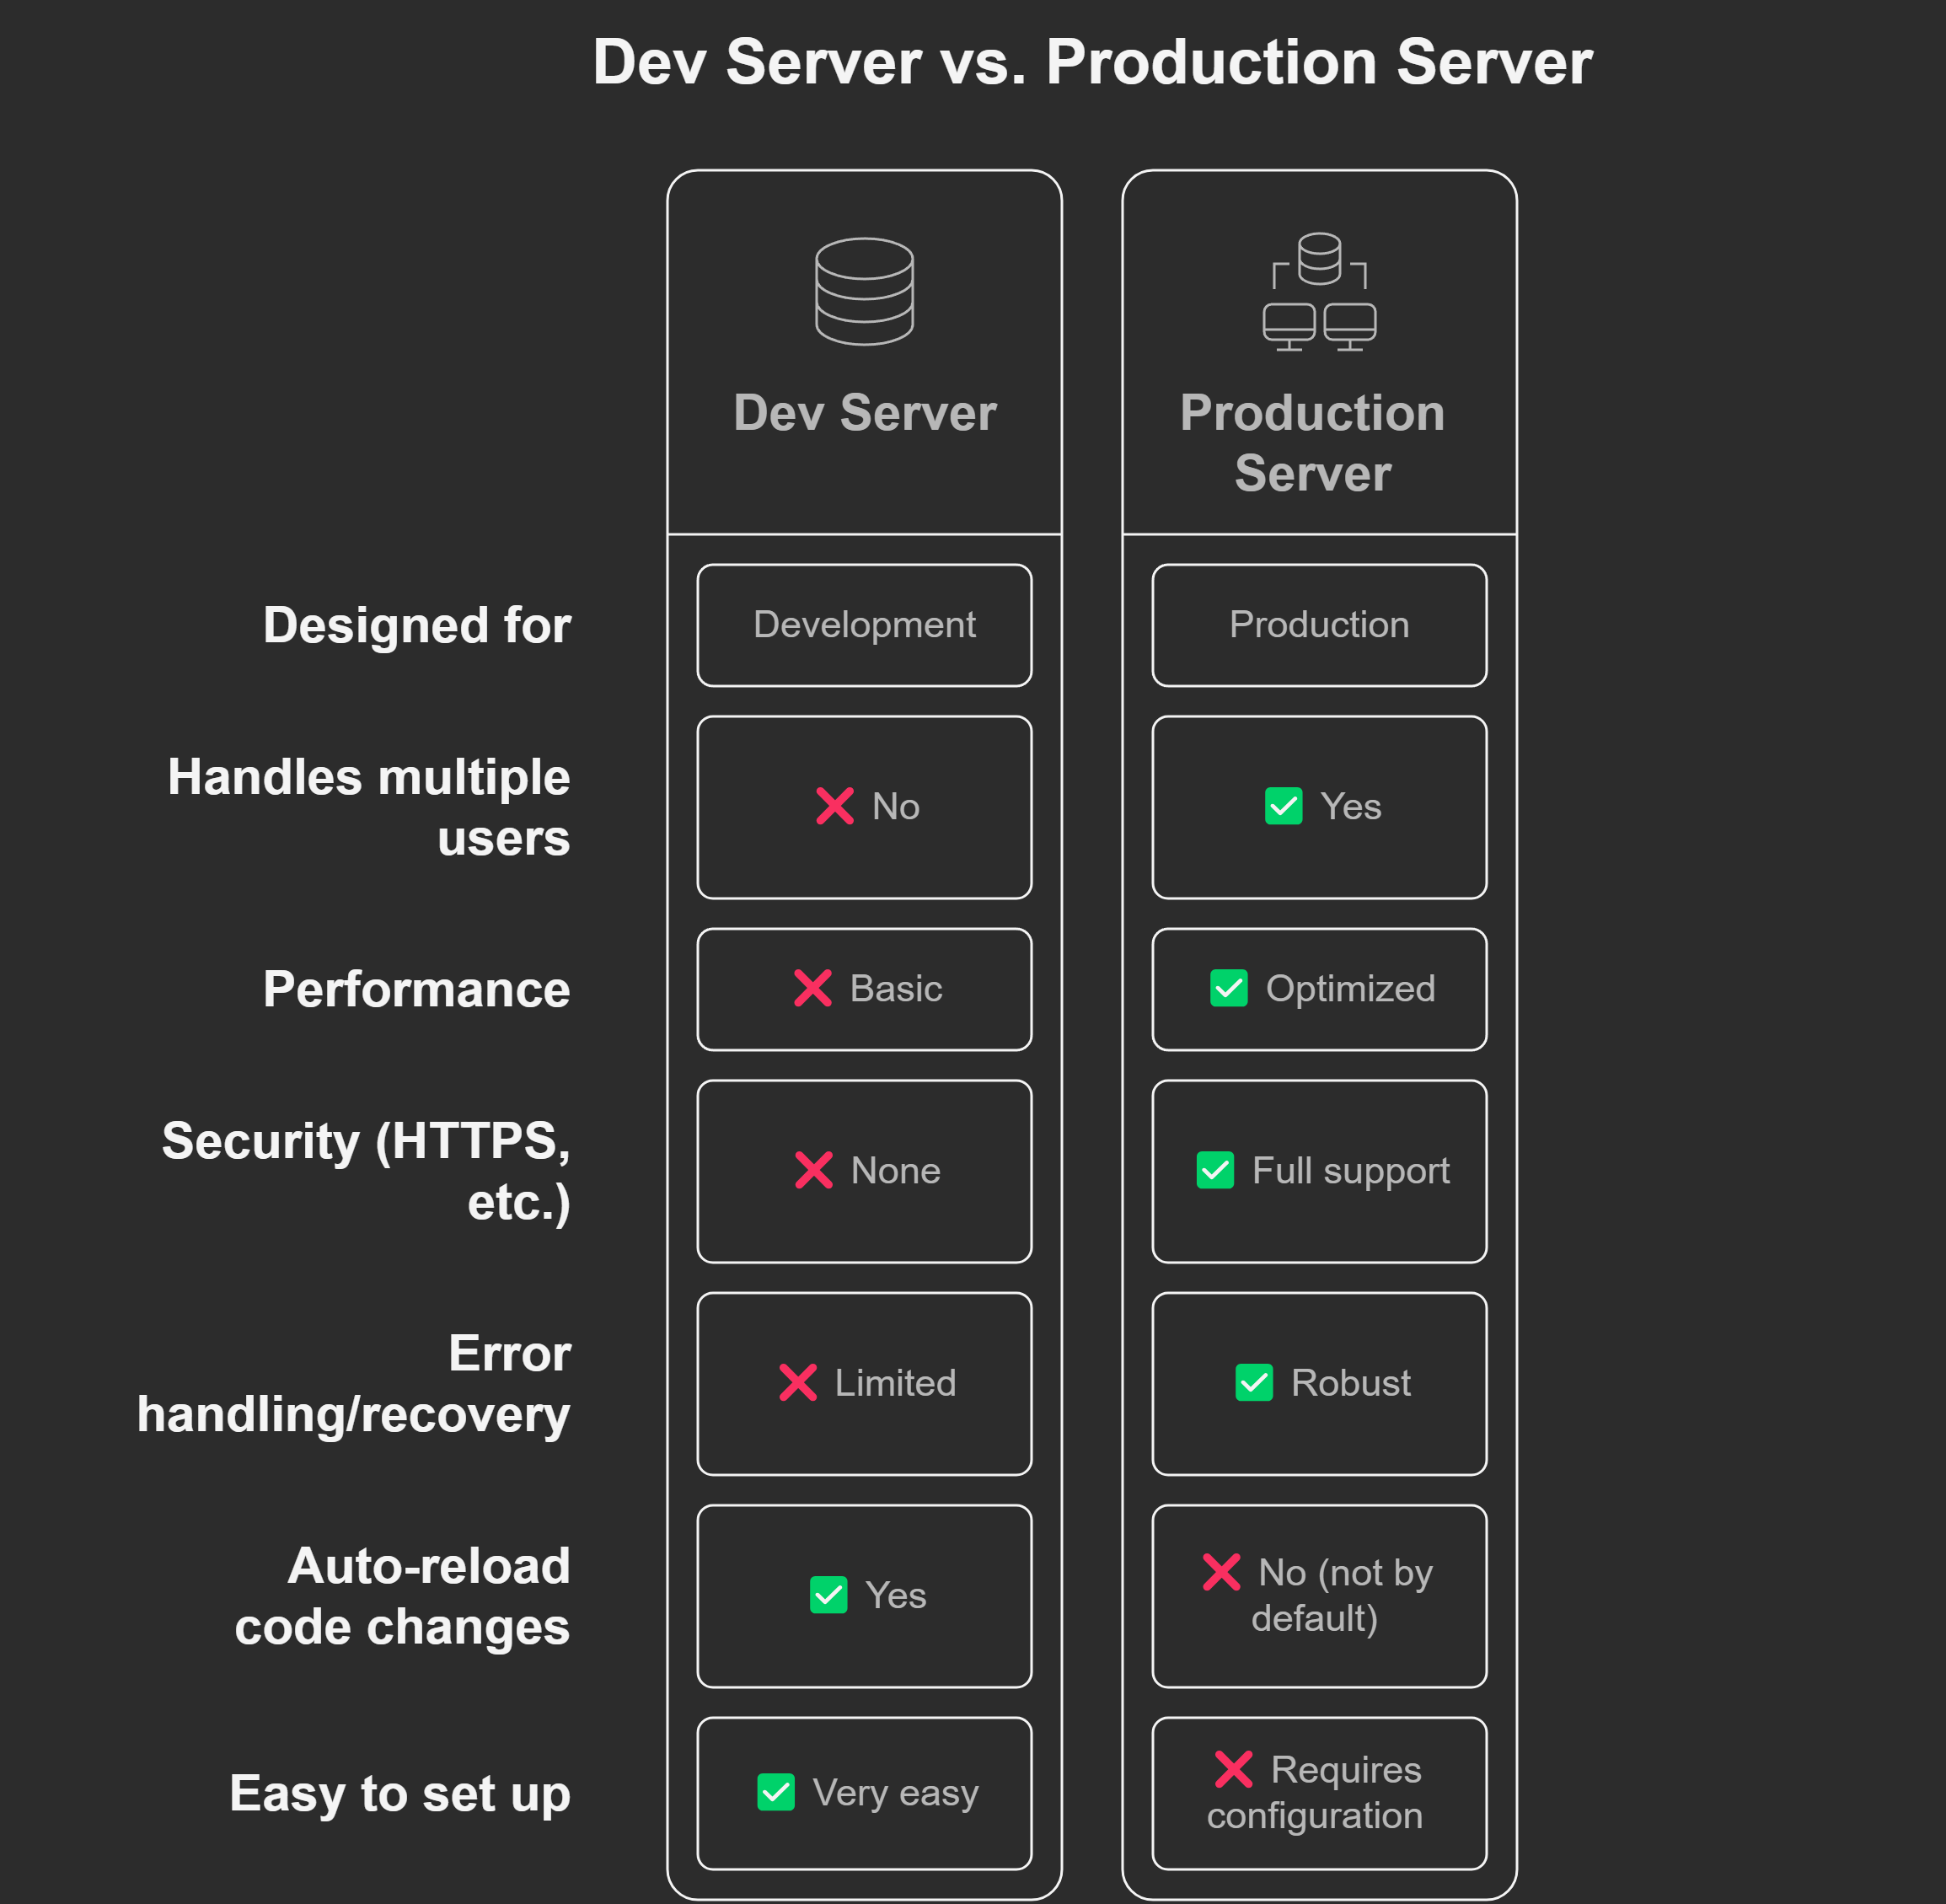 Dev Server vs. Production Server
Dev Server
Production
Server
Designed for
Development
Production
Handles multiple
users
❌ No
✅ Yes
Performance
❌ Basic
✅ Optimized
Security (HTTPS,
etc.)
❌ None
✅ Full support
Error
handling/recovery
❌ Limited
✅ Robust
Auto-reload
code changes
✅ Yes
❌ No (not by
default)
Easy to set up
✅ Very easy
❌ Requires
configuration